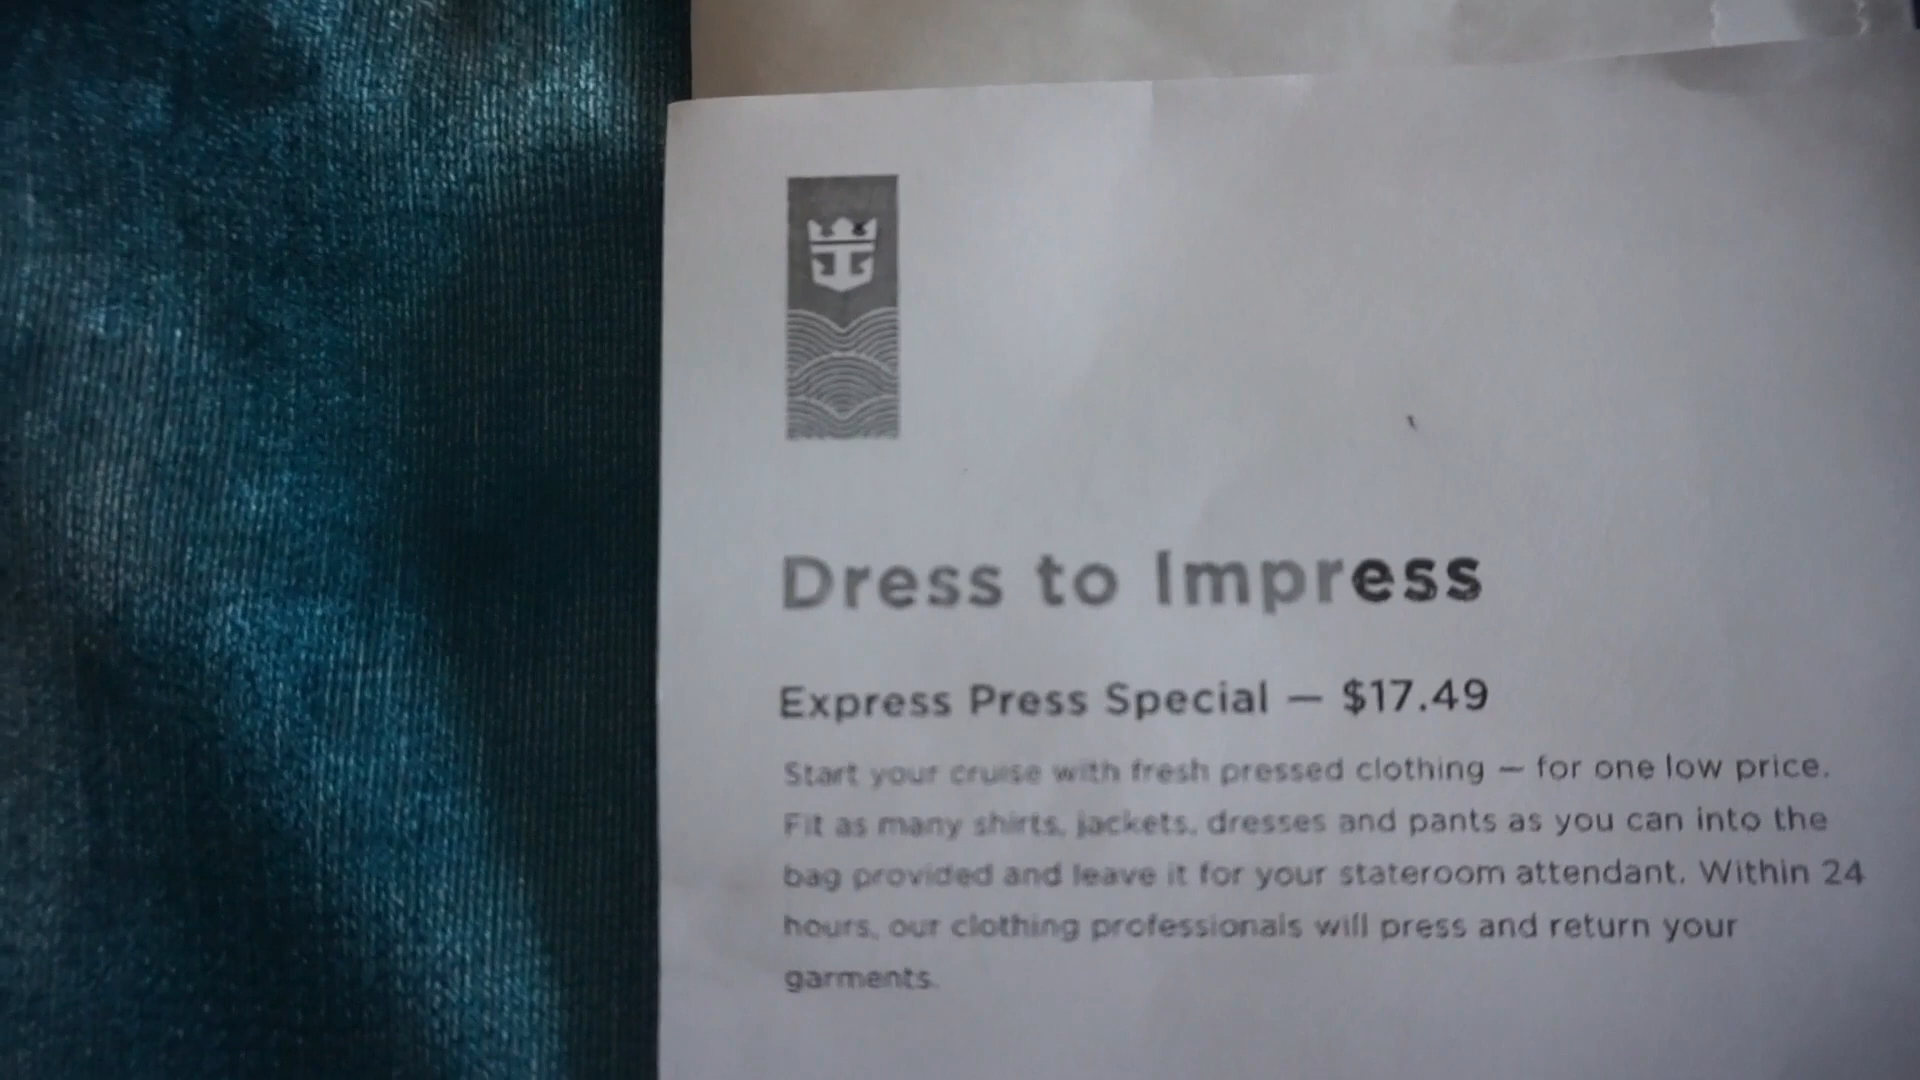 Dress to Impress
Express Press Special — $17.49
Start your cruise with fresh pressed clothing — for one low price.
Fit as many shirts, jackets, dresses and pants as you can into the
bag provided and leave it for your stateroom attendant. Within 24
hours, our clothing professionals will press and return your
garments.